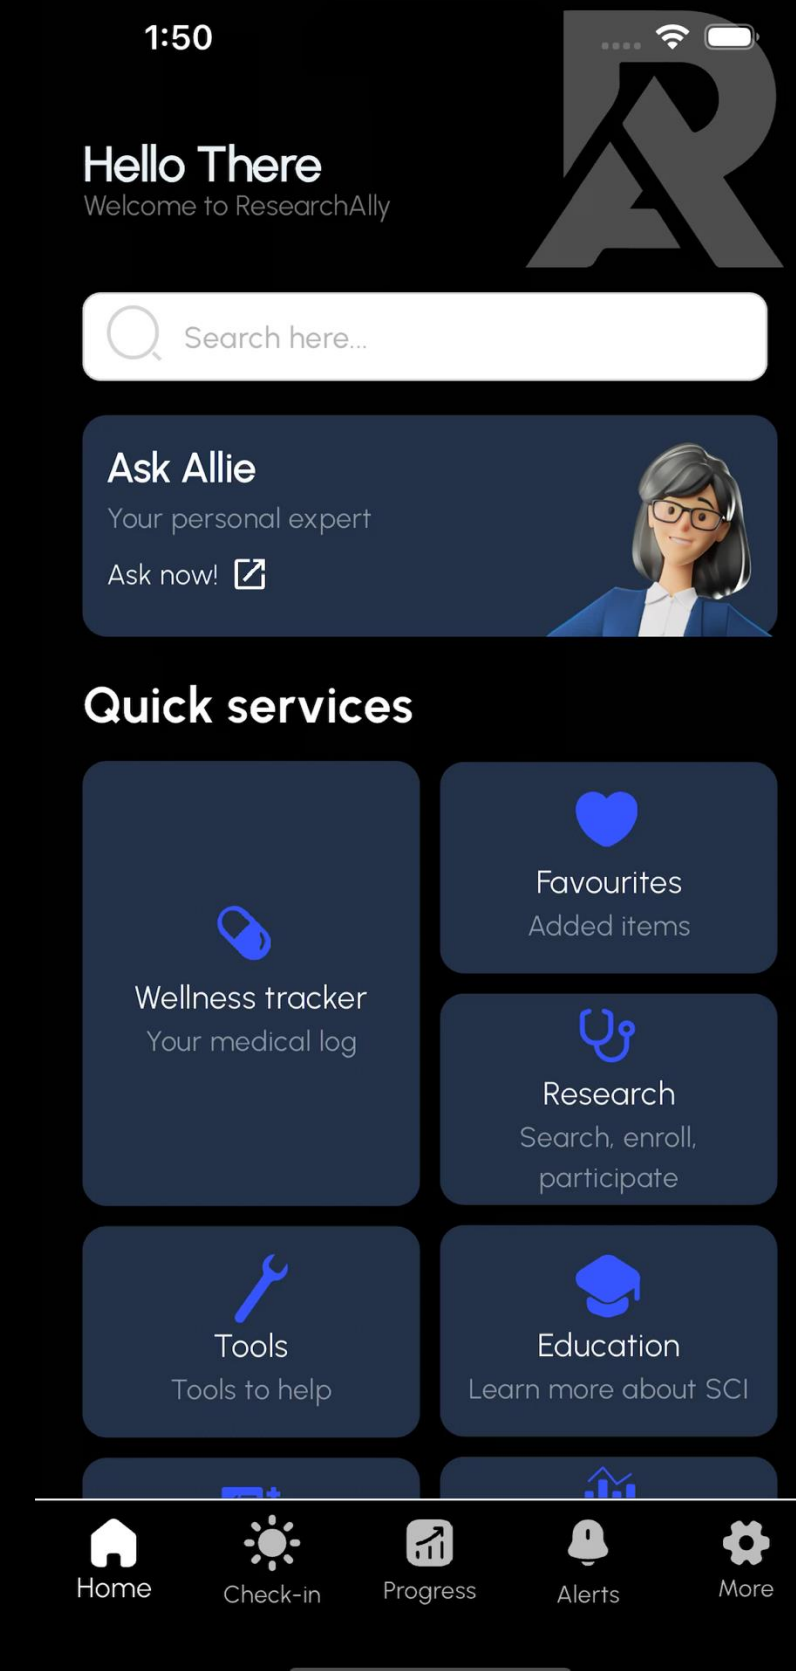 1:50
Hello There
Welcome to ResearchAlly
Search here...
Ask Allie
Your personal expert
Ask now!
Quick services
Wellness tracker
Your medical log
Favourites
Added items
Research
Search, enroll,
participate
Tools
Tools to help
Education
Learn more about SCI
Home
Check-in
Progress
Alerts
More